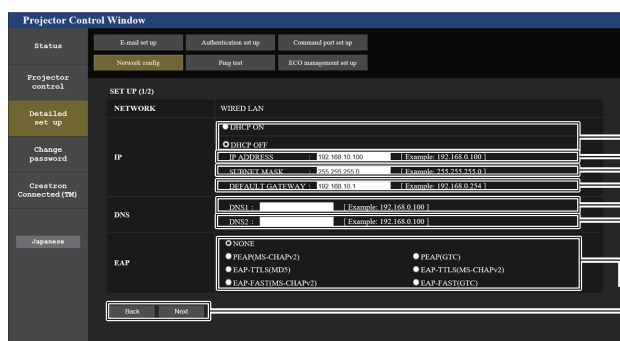 Projector Control Window
Status
Projector
control
Detailed
set up
Change
password
Crestron
Connected(TM)
Japanese
E-mail set up Authentication set up Command port set up
Network config Ping test ECO management set up
SET UP (1/2)
NETWORK WIRED LAN
IP
DHCP ON
DHCP OFF
IP ADDRESS : 192.168.10.100 [ Example: 192.168.0.100 ]
SUBNET MASK : 255.255.255.0 [ Example: 255.255.255.0 ]
DEFAULT GATEWAY : 192.168.10.1 [ Example: 192.168.0.254 ]
DNS
DNS1 : [ Example: 192.168.0.100 ]
DNS2 : [ Example: 192.168.0.100 ]
EAP
NONE
PEAP(MS-CHAPv2) PEAP(GTC)
EAP-TTLS(MD5) EAP-TTLS(MS-CHAPv2)
EAP-FAST(MS-CHAPv2) EAP-FAST(GTC)
Back Next